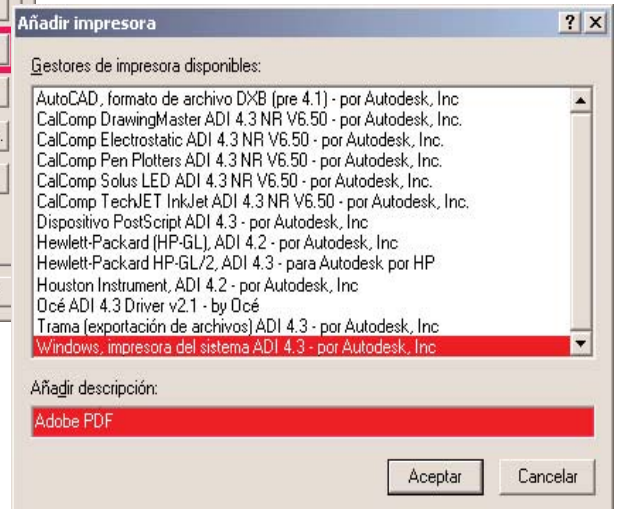 Añadir impresora
Gestores de impresora disponibles:
AutoCAD, formato de archivo DXB (pre 4.1) - por Autodesk, Inc
CalComp DrawingMaster ADI 4.3 NR V6.50 - por Autodesk, Inc.
CalComp Electrostatic ADI 4.3 NR V6.50 - por Autodesk, Inc.
CalComp Pen Plotters ADI 4.3 NR V6.50 - por Autodesk, Inc.
CalComp Solus LED ADI 4.3 NR V6.50 - por Autodesk, Inc.
CalComp TechJET InkJet ADI 4.3 NR V6.50 - por Autodesk, Inc.
Dispositivo PostScript ADI 4.3 - por Autodesk, Inc
Hewlett-Packard (HP-GL), ADI 4.2 - por Autodesk, Inc
Hewlett-Packard HP-GL/2, ADI 4.3 - para Autodesk por HP
Houston Instrument, ADI 4.2 - por Autodesk, Inc
Océ ADI 4.3 Driver v2.1 - by Océ
Trama (exportación de archivos) ADI 4.3 - por Autodesk, Inc
Windows, impresora del sistema ADI 4.3 - por Autodesk, Inc
Añadir descripción:
Adobe PDF
Aceptar
Cancelar